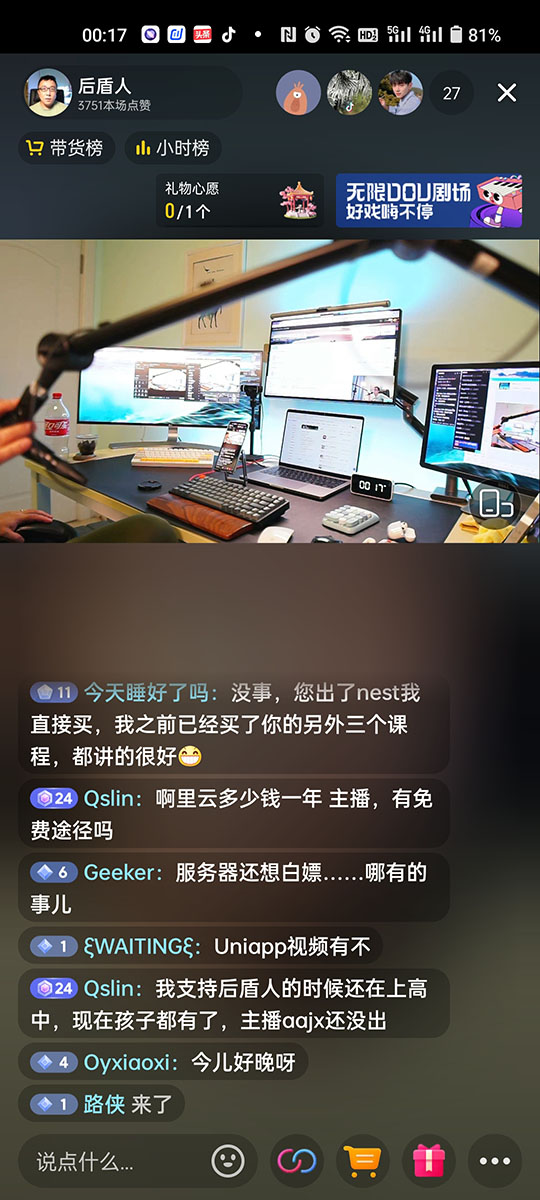 00:17 头条 HD 5G 4G 81%
后盾人
3751本场点赞
27
带货榜 小时榜
礼物心愿
0/1个
无限DOU剧场
好戏嗨不停
00 17
11 今天睡好了吗：没事，您出了nest我
直接买，我之前已经买了你的另外三个课
程，都讲的很好😁
24 Qslin：啊里云多少钱一年 主播，有免
费途径吗
6 Geeker：服务器还想白嫖……哪有的
事儿
1 ξWAITINGξ：Uniapp视频有不
24 Qslin：我支持后盾人的时候还在上高
中，现在孩子都有了，主播aajx还没出
4 Oyxiaoxi：今儿好晚呀
1 路侠 来了
说点什么...